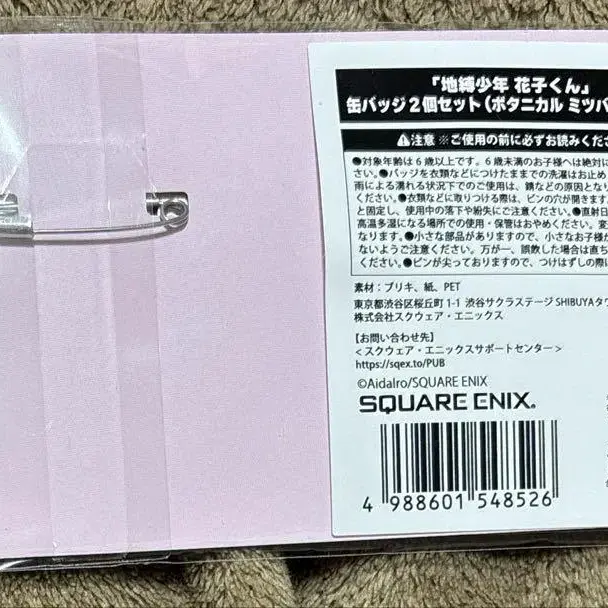 「地縛少年 花子くん」
缶バッジ2個セット(ボタニカル ミツバ
⚠注意 ※ご使用の前に必ずお読みくださ
●対象年齢は6歳以上です。6歳未満のお子様へは絶対に
さい。●バッジを衣類などにつけたままでの洗濯はお止め
雨による濡れる状況下でのご使用は、錆などの原因となり
ください。●衣類などに取りつける際は、ピンの穴が開きます
と固定し、使用中の落下や紛失にご注意ください。●直射日
高温多湿になる場所での使用・保管はおやめください。変
なります。●小さな部品がありますので、小さなお子様が
ないようご注意ください。万が一、誤飲した場合は直ち
ください。●ピンが尖っておりますので、つけはずしの際に
素材:ブリキ、紙、PET
東京都渋谷区桜丘町1-1 渋谷サクラステージ SHIBUYAタワ
株式会社スクウェア・エニックス
【お問い合わせ先】
<スクウェア・エニックスサポートセンター>
https://sqex.to/PUB
©AidaIro/SQUARE ENIX
SQUARE ENIX.
4 988601 548526